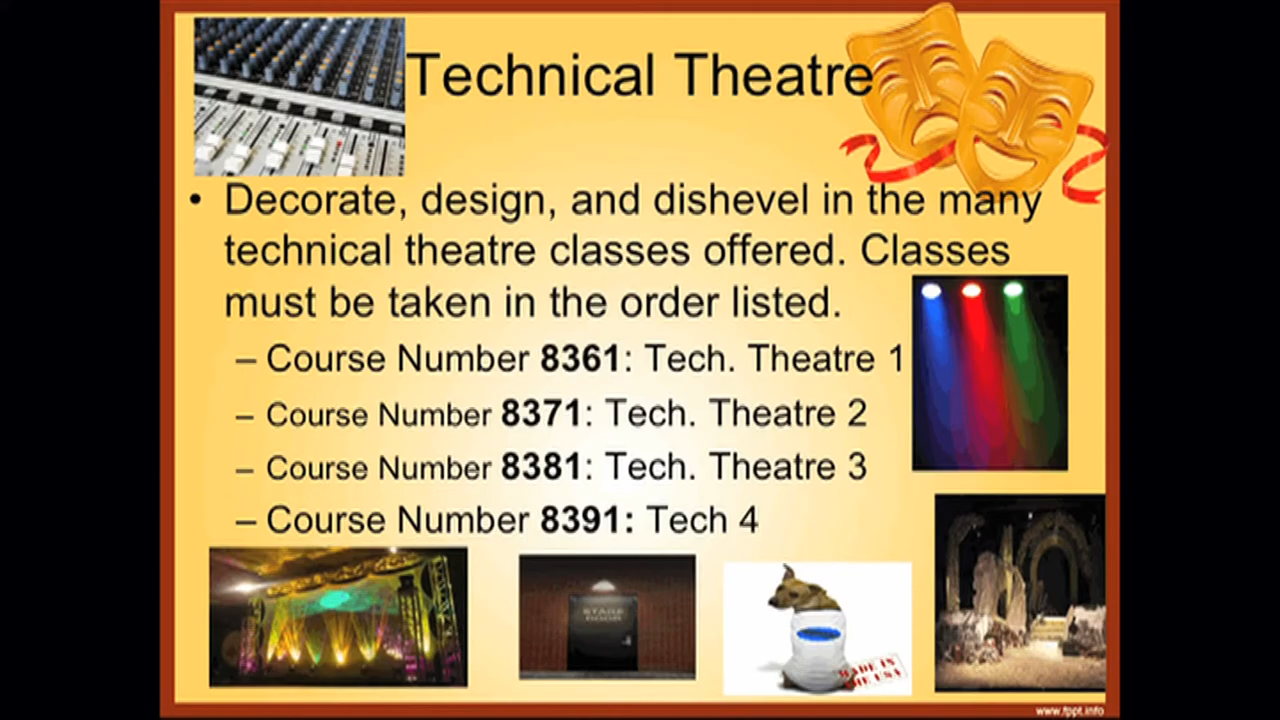 Technical Theatre
• Decorate, design, and dishevel in the many
technical theatre classes offered. Classes
must be taken in the order listed.
– Course Number 8361: Tech. Theatre 1
– Course Number 8371: Tech. Theatre 2
– Course Number 8381: Tech. Theatre 3
– Course Number 8391: Tech 4
STAGE
DOOR
MADE IN
THE USA
www.fppt.info